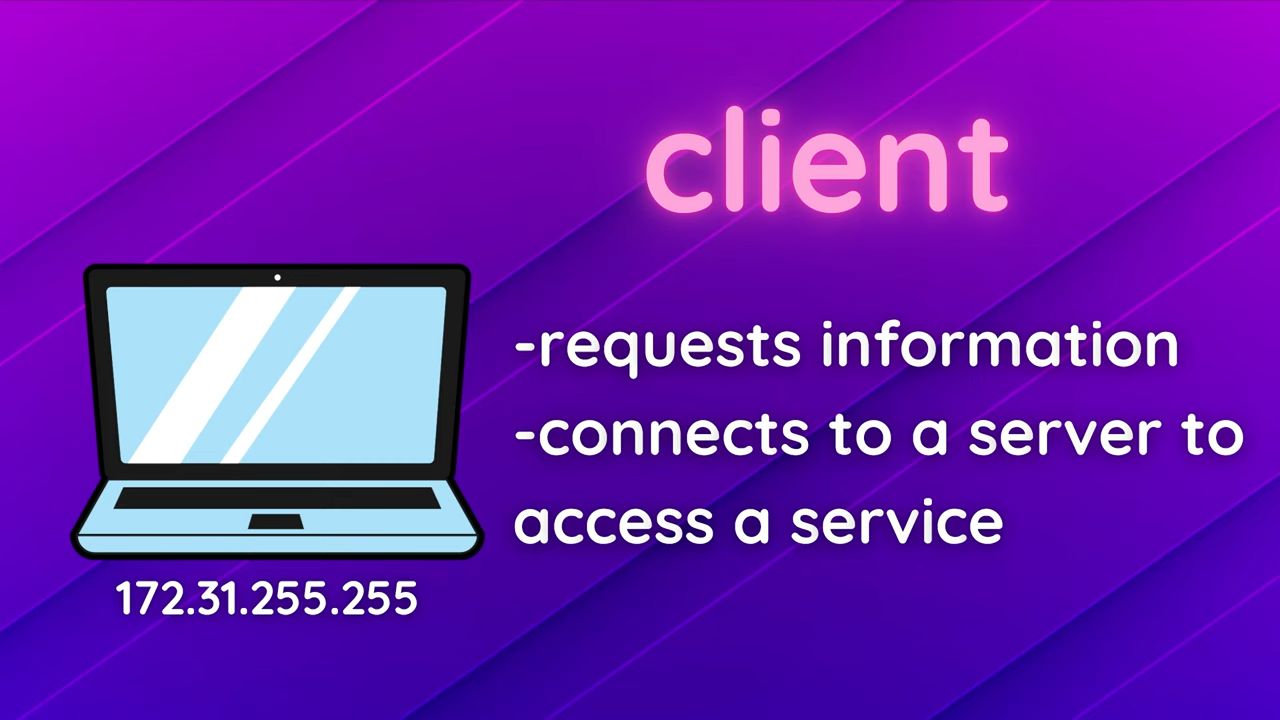 client
-requests information
-connects to a server to
access a service
172.31.255.255